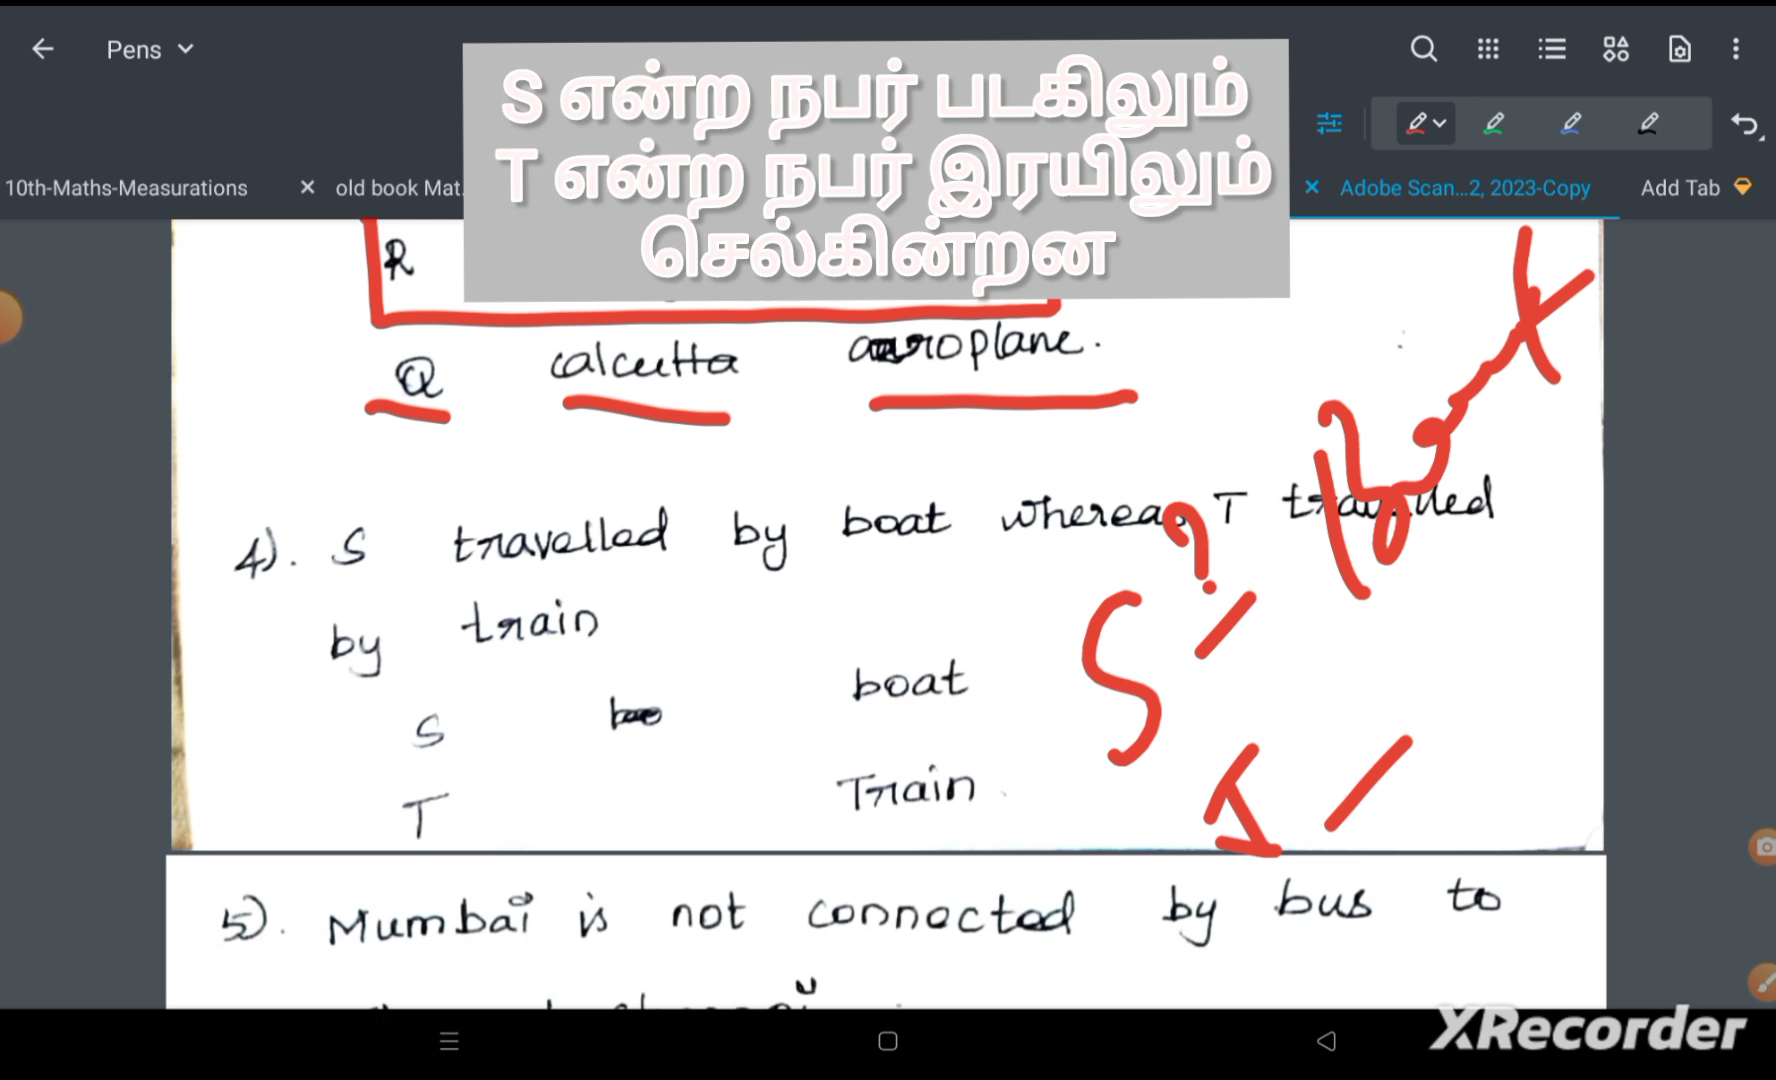 Pens
S என்ற நபர் படகிலும்
T என்ற நபர் இரயிலும்
செல்கின்றன
10th-Maths-Measurations
old book Mat.
Adobe Scan...2, 2023-Copy
Add Tab
R
Q calcutta aeroplane.
4). S travelled by boat whereas T travelled
by train
S boat
T Train.
S - Boat
T -
5). Mumbai is not connected by bus to
XRecorder